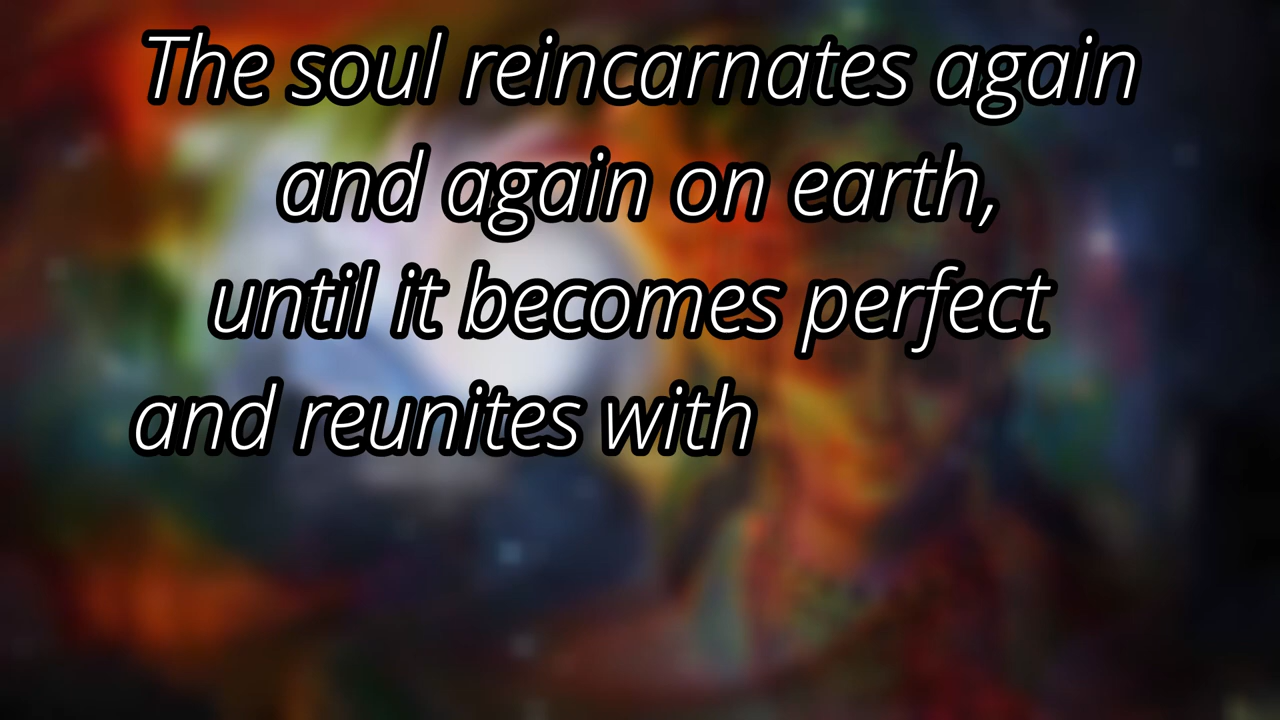 The soul reincarnates again
and again on earth,
until it becomes perfect
and reunites with